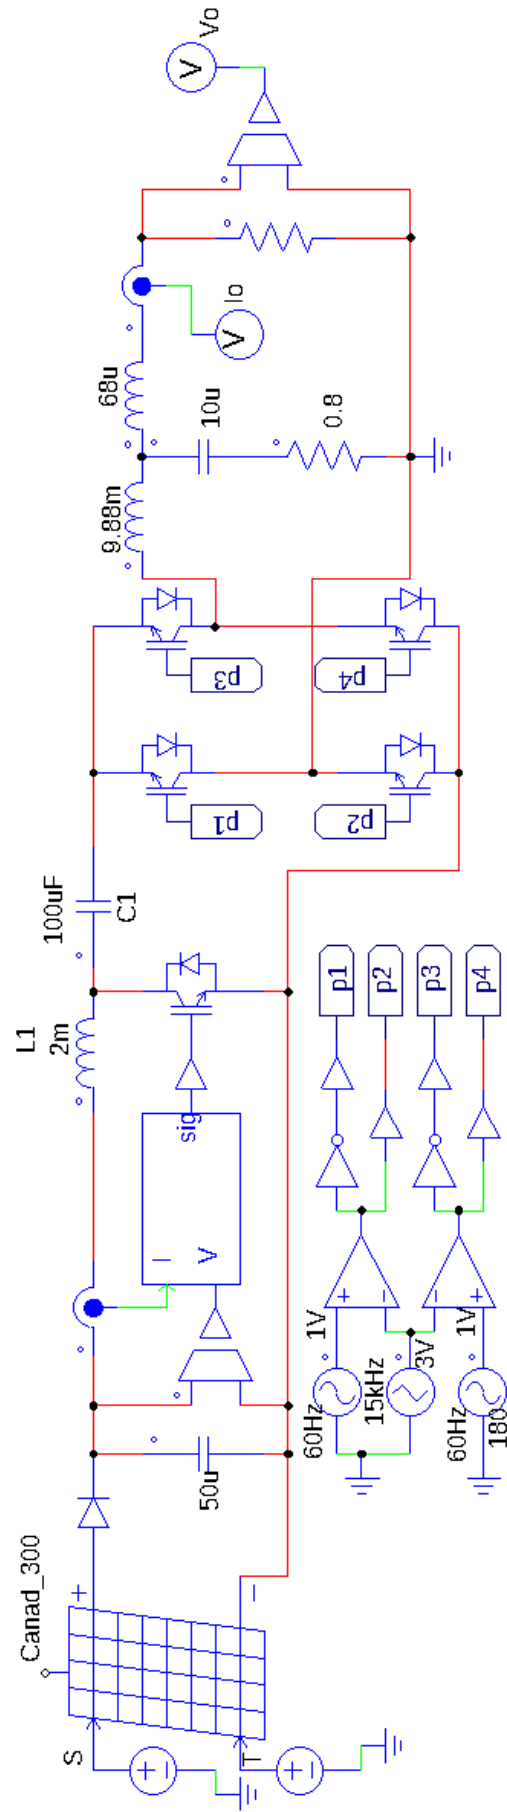 Canad_300
S
T
+
−
50u
I
V
sig
L1
2m
100uF
C1
p1
p3
p2
p4
9.88m
68u
10u
0.8
V
Io
V
Vo
60Hz
1V
15kHz
3V
60Hz
180
1V
+
−
−
+
p1
p2
p3
p4